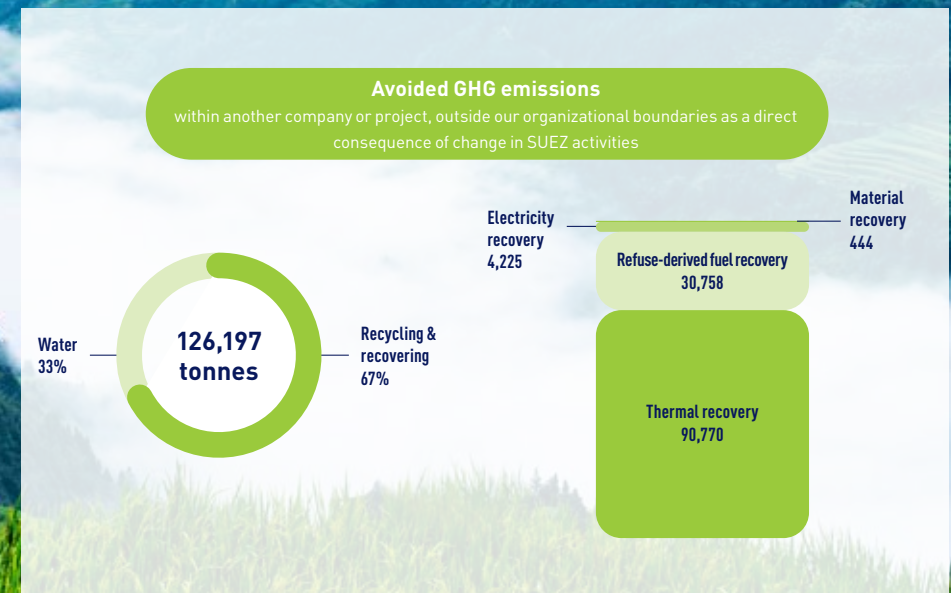 Avoided GHG emissions
within another company or project, outside our organizational boundaries as a direct
consequence of change in SUEZ activities
Water
33%
126,197
tonnes
Recycling &
recovering
67%
Electricity
recovery
4,225
Material
recovery
444
Refuse-derived fuel recovery
30,758
Thermal recovery
90,770